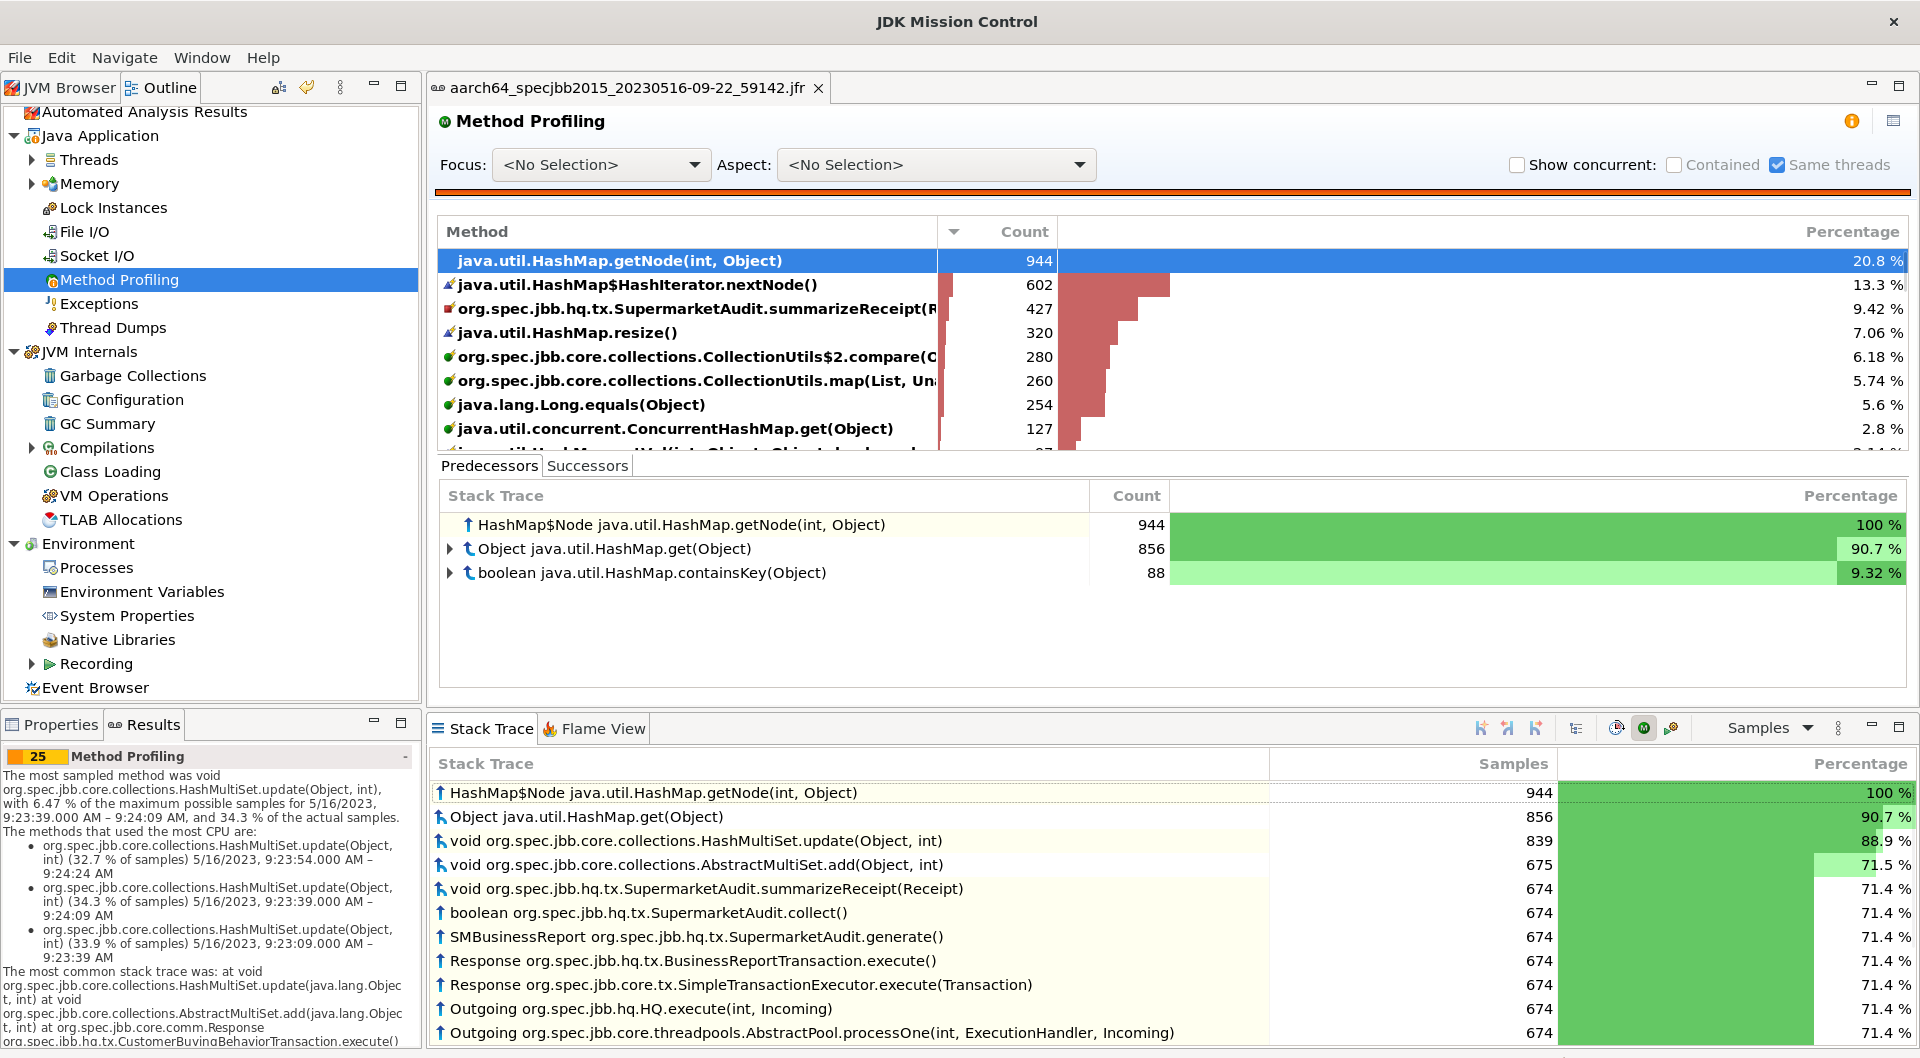 JDK Mission Control
File Edit Navigate Window Help
JVM Browser Outline
Automated Analysis Results
Java Application
Threads
Memory
Lock Instances
File I/O
Socket I/O
Method Profiling
Exceptions
Thread Dumps
JVM Internals
Garbage Collections
GC Configuration
GC Summary
Compilations
Class Loading
VM Operations
TLAB Allocations
Environment
Processes
Environment Variables
System Properties
Native Libraries
Recording
Event Browser
Properties Results
25 Method Profiling -
The most sampled method was void
org.spec.jbb.core.collections.HashMultiSet.update(Object, int),
with 6.47 % of the maximum possible samples for 5/16/2023,
9:23:39.000 AM – 9:24:09 AM, and 34.3 % of the actual samples.
The methods that used the most CPU are:
• org.spec.jbb.core.collections.HashMultiSet.update(Object,
int) (32.7 % of samples) 5/16/2023, 9:23:54.000 AM –
9:24:24 AM
• org.spec.jbb.core.collections.HashMultiSet.update(Object,
int) (34.3 % of samples) 5/16/2023, 9:23:39.000 AM –
9:24:09 AM
• org.spec.jbb.core.collections.HashMultiSet.update(Object,
int) (33.9 % of samples) 5/16/2023, 9:23:09.000 AM –
9:23:39 AM
The most common stack trace was: at void
org.spec.jbb.core.collections.HashMultiSet.update(java.lang.Objec
t, int) at void
org.spec.jbb.core.collections.AbstractMultiSet.add(java.lang.Objec
t, int) at org.spec.jbb.core.comm.Response
org.spec.jbb.hq.tx.CustomerBuyingBehaviorTransaction.execute()
aarch64_specjbb2015_20230516-09-22_59142.jfr
Method Profiling
Focus: <No Selection> Aspect: <No Selection> Show concurrent: Contained Same threads
Method Count Percentage
java.util.HashMap.getNode(int, Object) 944 20.8 %
java.util.HashMap$HashIterator.nextNode() 602 13.3 %
org.spec.jbb.hq.tx.SupermarketAudit.summarizeReceipt(R 427 9.42 %
java.util.HashMap.resize() 320 7.06 %
org.spec.jbb.core.collections.CollectionUtils$2.compare(O 280 6.18 %
org.spec.jbb.core.collections.CollectionUtils.map(List, Una 260 5.74 %
java.lang.Long.equals(Object) 254 5.6 %
java.util.concurrent.ConcurrentHashMap.get(Object) 127 2.8 %
Predecessors Successors
Stack Trace Count Percentage
HashMap$Node java.util.HashMap.getNode(int, Object) 944 100 %
Object java.util.HashMap.get(Object) 856 90.7 %
boolean java.util.HashMap.containsKey(Object) 88 9.32 %
Stack Trace Flame View Samples
Stack Trace Samples Percentage
HashMap$Node java.util.HashMap.getNode(int, Object) 944 100 %
Object java.util.HashMap.get(Object) 856 90.7 %
void org.spec.jbb.core.collections.HashMultiSet.update(Object, int) 839 88.9 %
void org.spec.jbb.core.collections.AbstractMultiSet.add(Object, int) 675 71.5 %
void org.spec.jbb.hq.tx.SupermarketAudit.summarizeReceipt(Receipt) 674 71.4 %
boolean org.spec.jbb.hq.tx.SupermarketAudit.collect() 674 71.4 %
SMBusinessReport org.spec.jbb.hq.tx.SupermarketAudit.generate() 674 71.4 %
Response org.spec.jbb.hq.tx.BusinessReportTransaction.execute() 674 71.4 %
Response org.spec.jbb.core.tx.SimpleTransactionExecutor.execute(Transaction) 674 71.4 %
Outgoing org.spec.jbb.hq.HQ.execute(int, Incoming) 674 71.4 %
Outgoing org.spec.jbb.core.threadpools.AbstractPool.processOne(int, ExecutionHandler, Incoming) 674 71.4 %